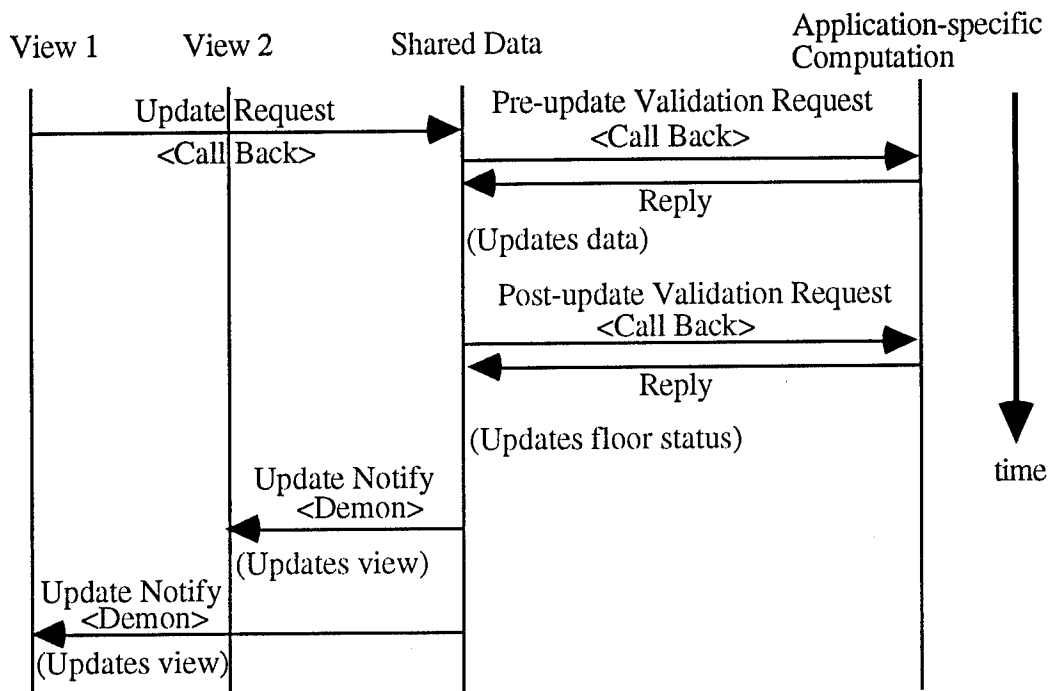 View 1
View 2
Shared Data
Application-specific
Computation
Update Request
<Call Back>
Pre-update Validation Request
<Call Back>
Reply
(Updates data)
Post-update Validation Request
<Call Back>
Reply
(Updates floor status)
time
Update Notify
<Demon>
(Updates view)
Update Notify
<Demon>
(Updates view)